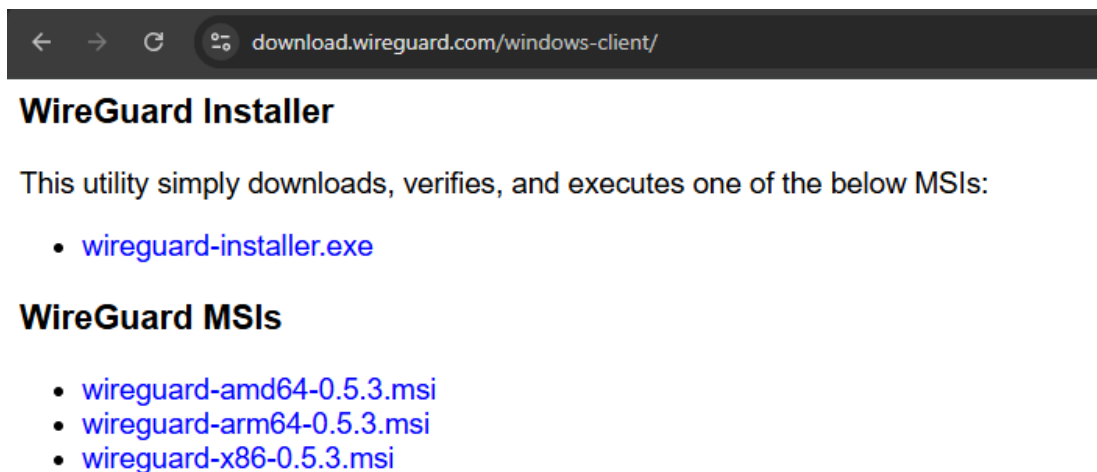 download.wireguard.com/windows-client/
WireGuard Installer
This utility simply downloads, verifies, and executes one of the below MSIs:
• wireguard-installer.exe
WireGuard MSIs
• wireguard-amd64-0.5.3.msi
• wireguard-arm64-0.5.3.msi
• wireguard-x86-0.5.3.msi